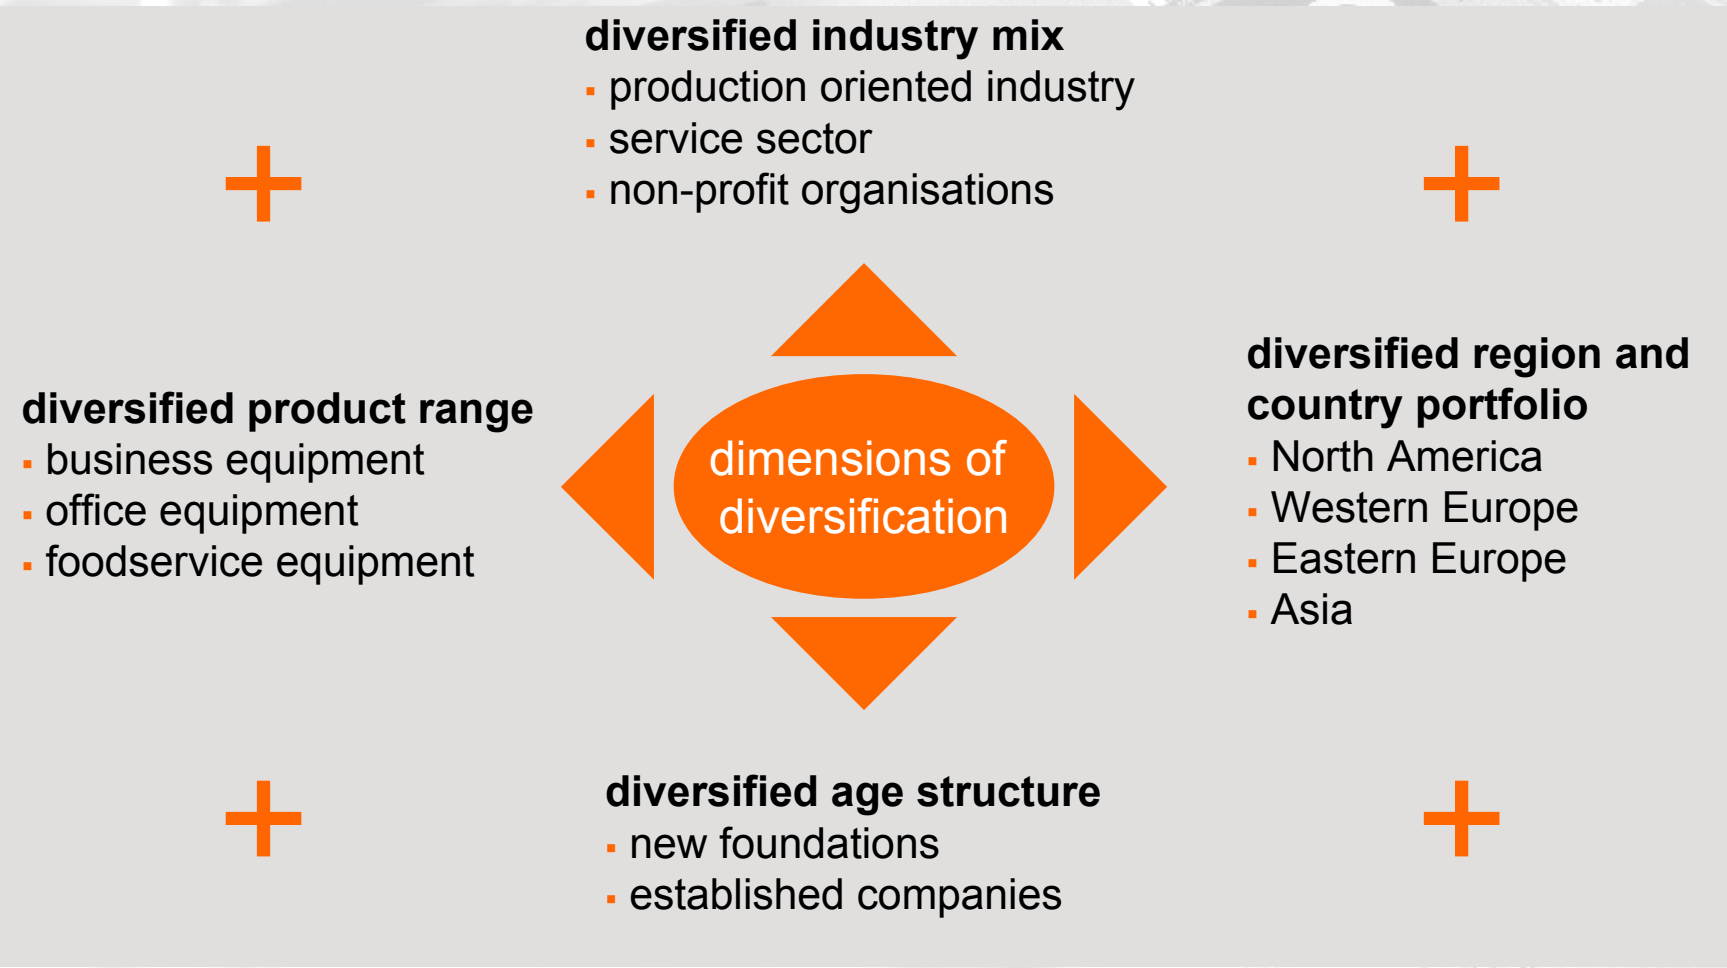 diversified industry mix
▪ production oriented industry
▪ service sector
▪ non-profit organisations
diversified product range
▪ business equipment
▪ office equipment
▪ foodservice equipment
dimensions of
diversification
diversified region and
country portfolio
▪ North America
▪ Western Europe
▪ Eastern Europe
▪ Asia
diversified age structure
▪ new foundations
▪ established companies